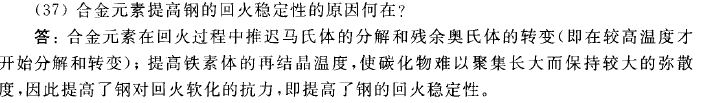 (37) 合金元素提高钢的回火稳定性的原因何在?
答: 合金元素在回火过程中推迟马氏体的分解和残余奥氏体的转变(即在较高温度才
开始分解和转变); 提高铁素体的再结晶温度,使碳化物难以聚集长大而保持较大的弥散
度,因此提高了钢对回火软化的抗力,即提高了钢的回火稳定性。